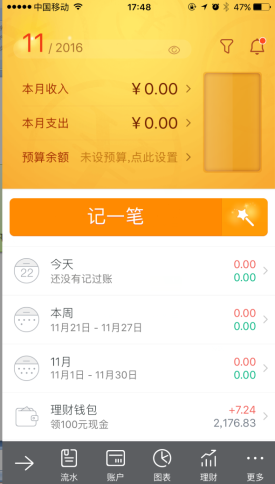 中国移动 17:48 47%
11 / 2016
本月收入 ¥0.00
本月支出 ¥0.00
预算余额 未设预算,点此设置
记一笔
今天 0.00
22 还没有记过账 0.00
本周 0.00
11月21日 - 11月27日 0.00
11月 0.00
11月1日 - 11月30日 0.00
理财钱包 +7.24
领100元现金 2,176.83
流水 账户 图表 理财 更多